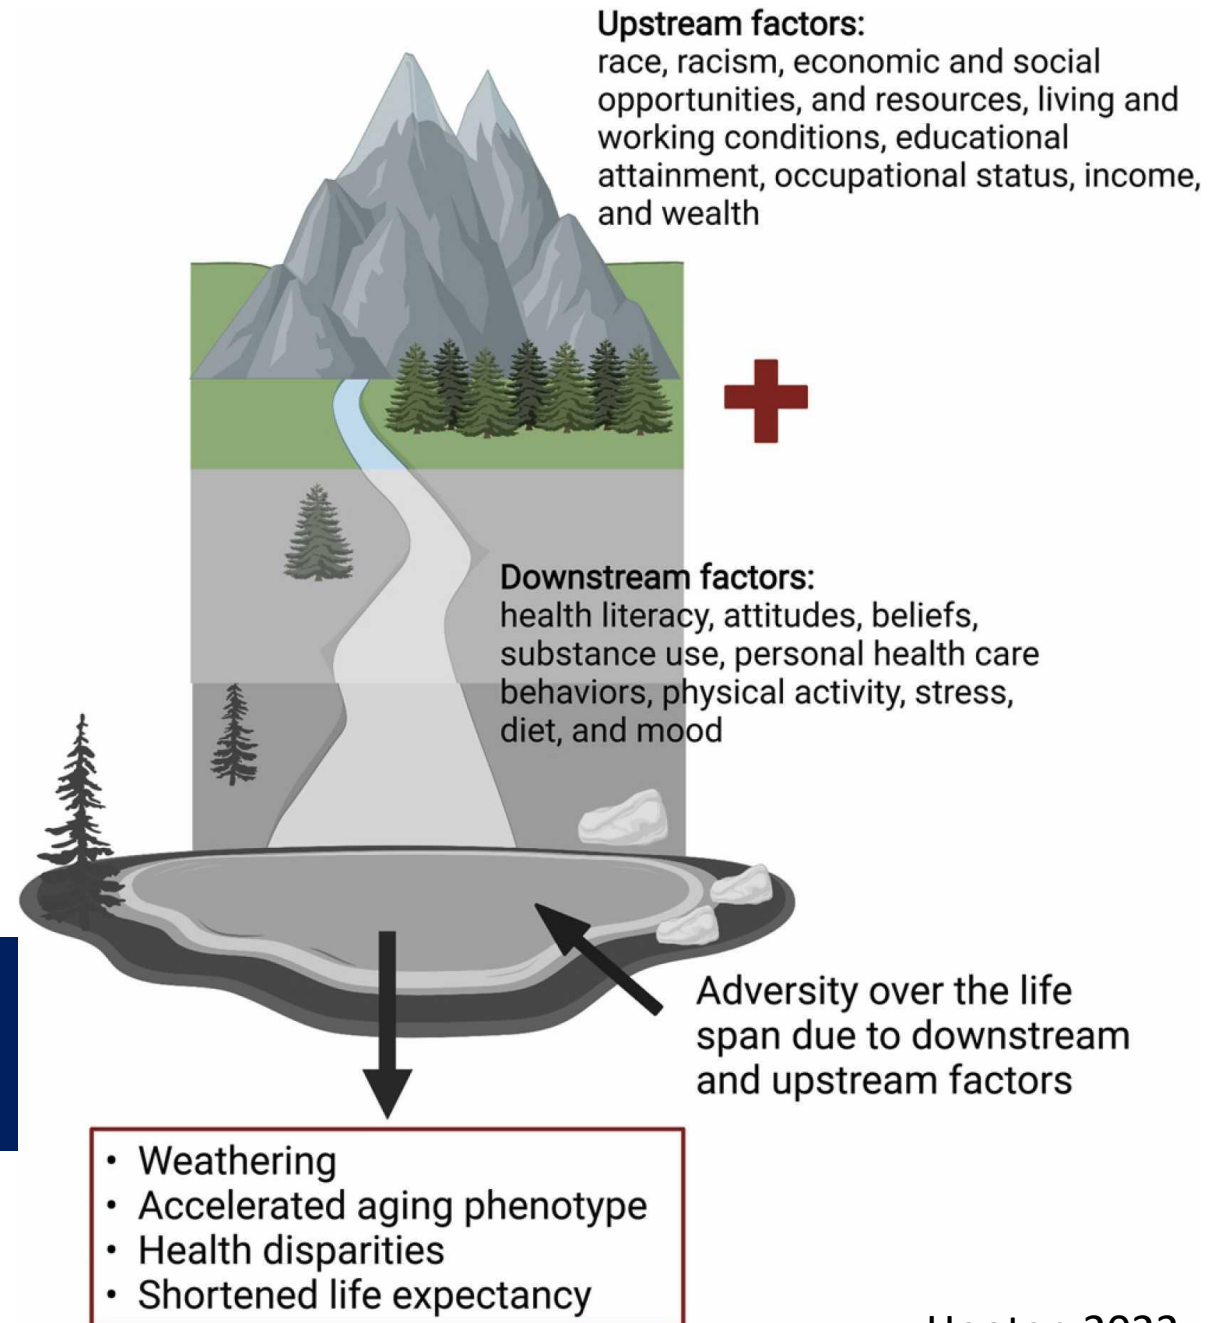 Upstream factors:
race, racism, economic and social
opportunities, and resources, living and
working conditions, educational
attainment, occupational status, income,
and wealth
Downstream factors:
health literacy, attitudes, beliefs,
substance use, personal health care
behaviors, physical activity, stress,
diet, and mood
Adversity over the life
span due to downstream
and upstream factors
• Weathering
• Accelerated aging phenotype
• Health disparities
• Shortened life expectancy